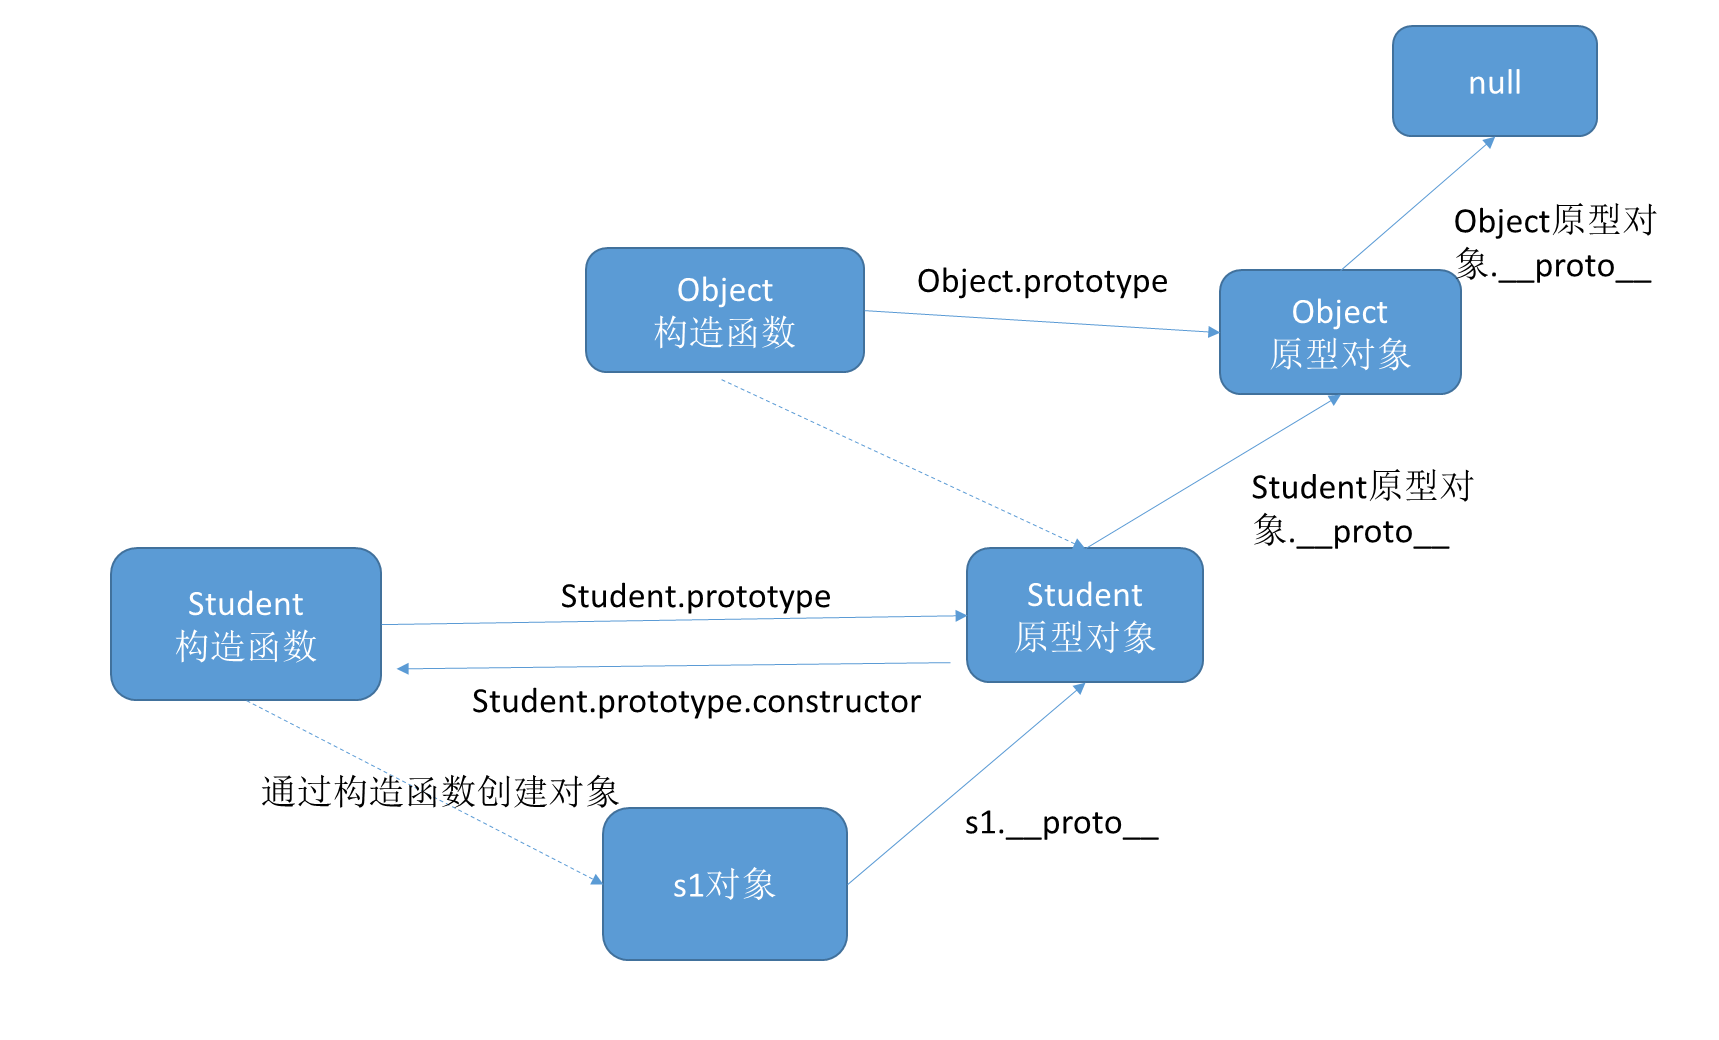 null
Object原型对
象.__proto__
Object
构造函数
Object.prototype
Object
原型对象
Student原型对
象.__proto__
Student
构造函数
Student.prototype
Student
原型对象
Student.prototype.constructor
通过构造函数创建对象
s1.__proto__
s1对象